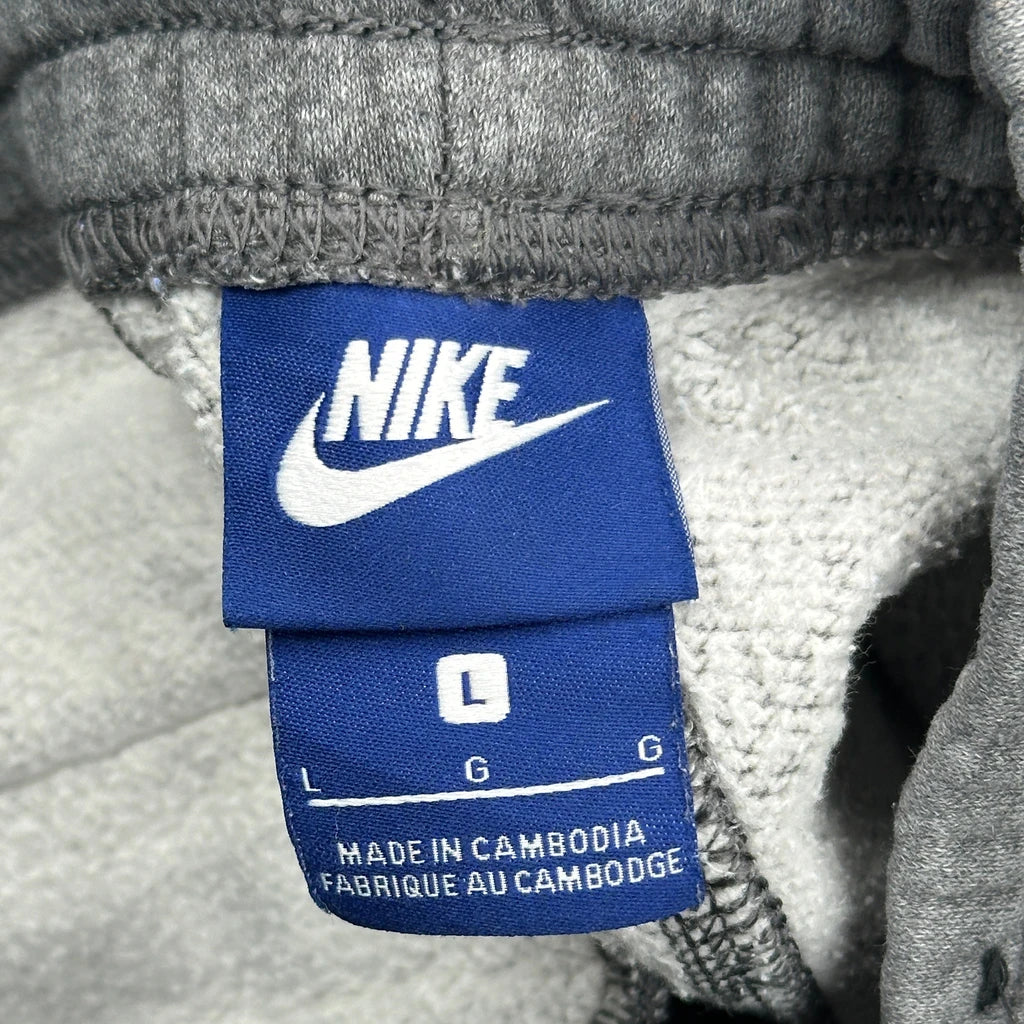 NIKE
L
L G G
MADE IN CAMBODIA
FABRIQUE AU CAMBODGE